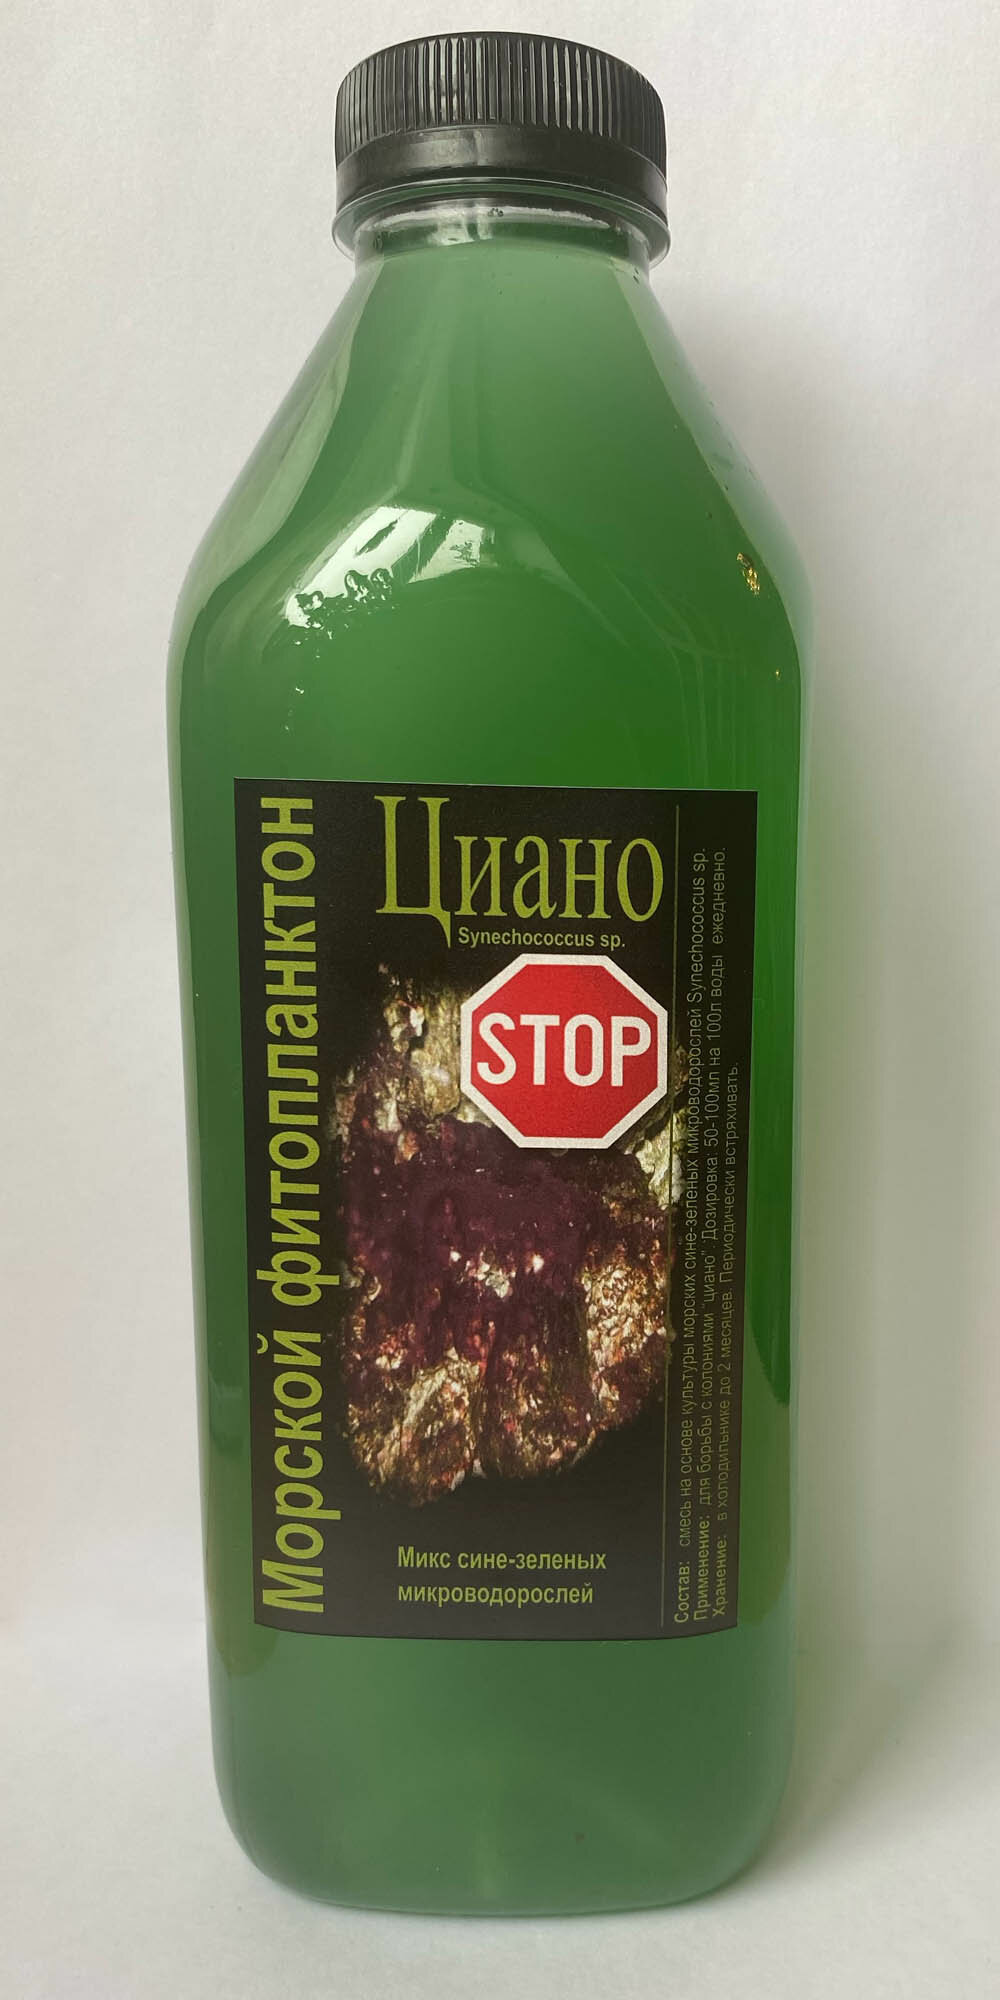 Морской фитопланктон
Циано
Synechococcus sp.
STOP
Микс сине-зеленых
микроводорослей
Состав: смесь на основе культуры морских сине-зеленых микроводорослей Synechococcus sp.
Применение: для борьбы с колониями "циано". Дозировка: 50-100мл на 100л воды ежедневно.
Хранение: в холодильнике до 2 месяцев. Периодически встряхивать.